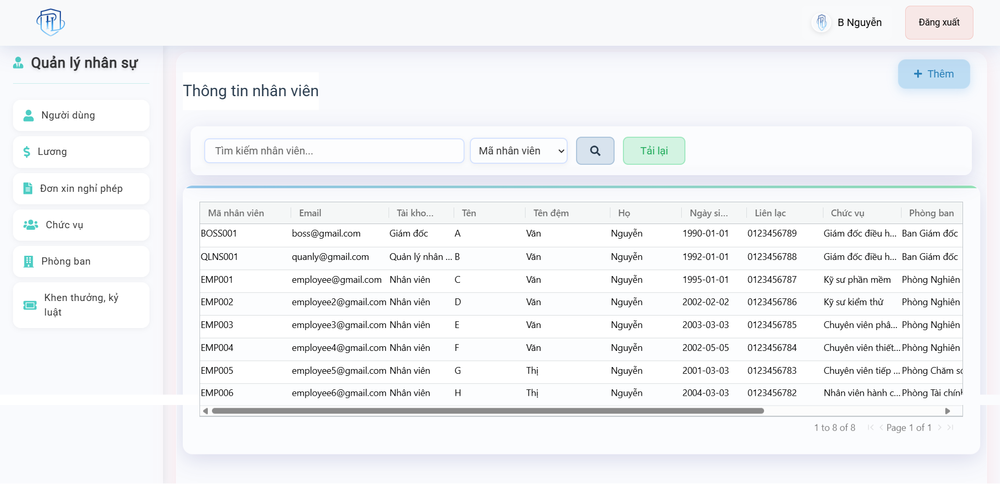 B Nguyễn
Đăng xuất
Quản lý nhân sự
Người dùng
Lương
Đơn xin nghỉ phép
Chức vụ
Phòng ban
Khen thưởng, kỷ
luật
Thêm
Thông tin nhân viên
Tìm kiếm nhân viên...
Mã nhân viên
Tải lại
Mã nhân viên Email Tài kho... Tên Tên đệm Họ Ngày si... Liên lạc Chức vụ Phòng ban
BOSS001 boss@gmail.com Giám đốc A Văn Nguyễn 1990-01-01 0123456789 Giám đốc điều h... Ban Giám đốc
QLNS001 quanly@gmail.com Quản lý nhân ... B Văn Nguyễn 1992-01-01 0123456788 Giám đốc điều h... Ban Giám đốc
EMP001 employee@gmail.com Nhân viên C Văn Nguyễn 1995-01-01 0123456787 Kỹ sư phần mềm Phòng Nghiên
EMP002 employee2@gmail.com Nhân viên D Văn Nguyễn 2002-02-02 0123456786 Kỹ sư kiểm thử Phòng Nghiên
EMP003 employee3@gmail.com Nhân viên E Văn Nguyễn 2003-03-03 0123456785 Chuyên viên phâ... Phòng Nghiên
EMP004 employee4@gmail.com Nhân viên F Văn Nguyễn 2002-05-05 0123456784 Chuyên viên thiết... Phòng Nghiên
EMP005 employee5@gmail.com Nhân viên G Thị Nguyễn 2001-03-03 0123456783 Chuyên viên tiếp ... Phòng Chăm só
EMP006 employee6@gmail.com Nhân viên H Thị Nguyễn 2004-03-03 0123456782 Nhân viên hành c... Phòng Tài chính
1 to 8 of 8 Page 1 of 1